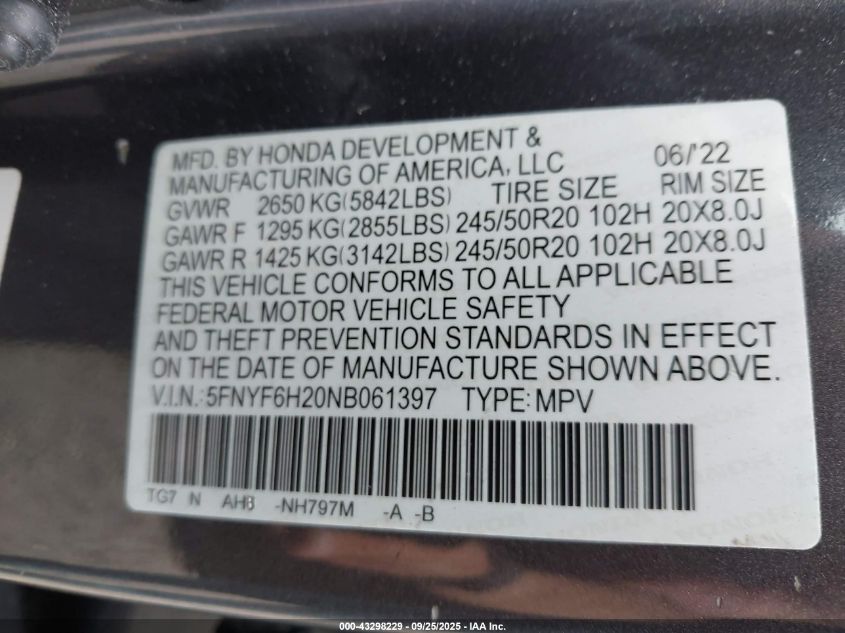 MFD. BY HONDA DEVELOPMENT & 
MANUFACTURING OF AMERICA, LLC 06/'22
GVWR 2650 KG(5842LBS) TIRE SIZE RIM SIZE
GAWR F 1295 KG(2855LBS) 245/50R20 102H 20X8.0J
GAWR R 1425 KG(3142LBS) 245/50R20 102H 20X8.0J
THIS VEHICLE CONFORMS TO ALL APPLICABLE
FEDERAL MOTOR VEHICLE SAFETY
AND THEFT PREVENTION STANDARDS IN EFFECT
ON THE DATE OF MANUFACTURE SHOWN ABOVE.
V.I.N.: 5FNYF6H20NB061397 TYPE: MPV
TG7 N -NH797M -A -B
000-43298229 - 09/25/2025 - IAA Inc.